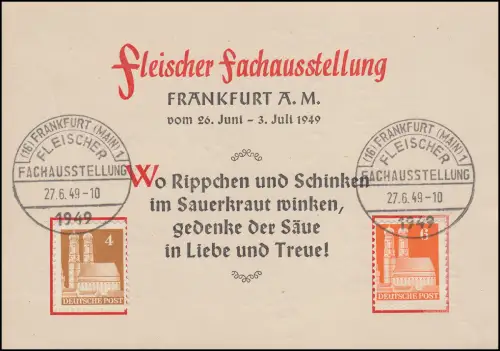 Fleischer Fachausstellung
FRANKFURT A. M.
vom 26. Juni - 3. Juli 1949
(16) FRANKFURT (MAIN) 1
FLEISCHER
FACHAUSSTELLUNG
27.6.49-10
1949
(16) FRANKFURT (MAIN) 1
FLEISCHER
FACHAUSSTELLUNG
27.6.49-10
1949
Wo Rippchen und Schinken
im Sauerkraut winken,
gedenke der Säue
in Liebe und Treue!
4
DEUTSCHE POST
6
DEUTSCHE POST